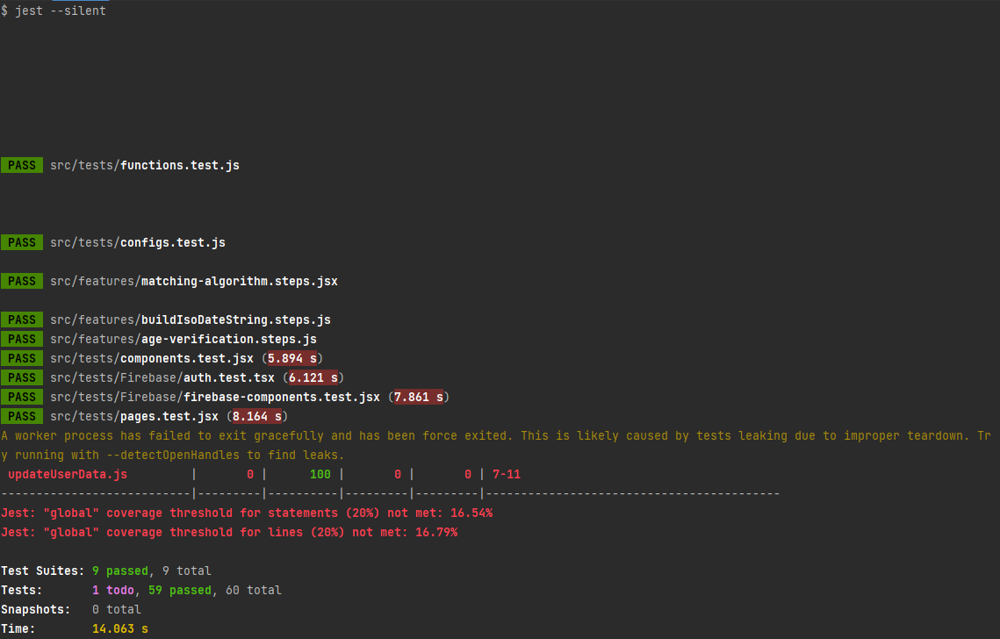 $ jest --silent
PASS src/tests/functions.test.js
PASS src/tests/configs.test.js
PASS src/features/matching-algorithm.steps.jsx
PASS src/features/buildIsoDateString.steps.js
PASS src/features/age-verification.steps.js
PASS src/tests/components.test.jsx (5.894 s)
PASS src/tests/Firebase/auth.test.tsx (6.121 s)
PASS src/tests/Firebase/firebase-components.test.jsx (7.861 s)
PASS src/tests/pages.test.jsx (8.164 s)
A worker process has failed to exit gracefully and has been force exited. This is likely caused by tests leaking due to improper teardown. Tr
y running with --detectOpenHandles to find leaks.
updateUserData.js | 0 | 100 | 0 | 0 | 7-11
---------------------------|---------|----------|---------|---------|------------------------------------------
Jest: "global" coverage threshold for statements (20%) not met: 16.54%
Jest: "global" coverage threshold for lines (20%) not met: 16.79%
Test Suites: 9 passed, 9 total
Tests: 1 todo, 59 passed, 60 total
Snapshots: 0 total
Time: 14.063 s